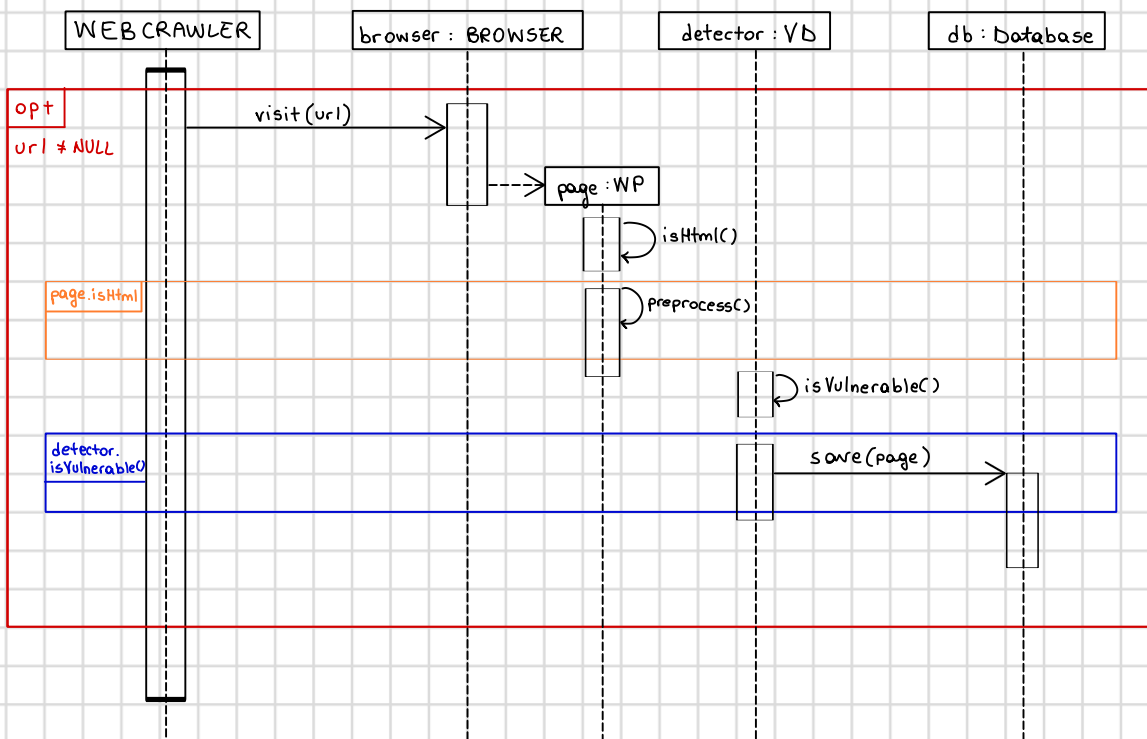 WEBCRAWLER
browser : BROWSER
detector : VD
db : Database
opt
url ≠ NULL
visit(url)
page : WP
isHtml()
page.isHtml
preprocess()
isVulnerable()
detector.
isVulnerable()
save(page)